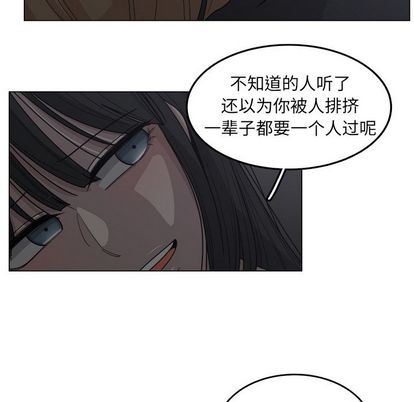 不知道的人听了
还以为你被人排挤
一辈子都要一个人过呢